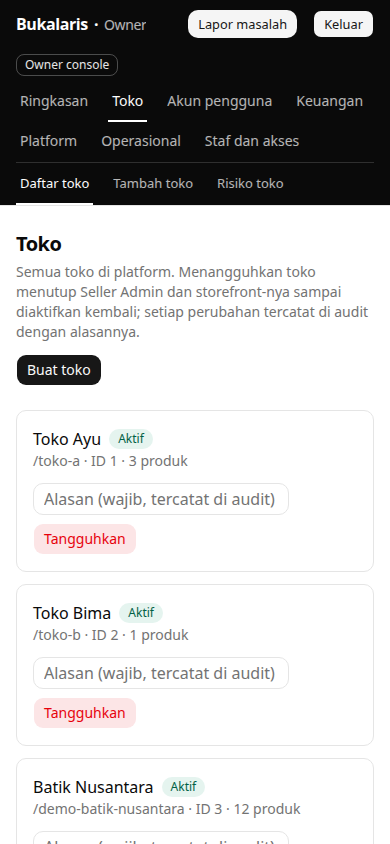 Bukalaris · Owner
Lapor masalah
Keluar
Owner console
Ringkasan Toko Akun pengguna Keuangan
Platform Operasional Staf dan akses
Daftar toko Tambah toko Risiko toko
Toko
Semua toko di platform. Menangguhkan toko
menutup Seller Admin dan storefront-nya sampai
diaktifkan kembali; setiap perubahan tercatat di audit
dengan alasannya.
Buat toko
Toko Ayu Aktif
/toko-a · ID 1 · 3 produk
Alasan (wajib, tercatat di audit)
Tangguhkan
Toko Bima Aktif
/toko-b · ID 2 · 1 produk
Alasan (wajib, tercatat di audit)
Tangguhkan
Batik Nusantara Aktif
/demo-batik-nusantara · ID 3 · 12 produk